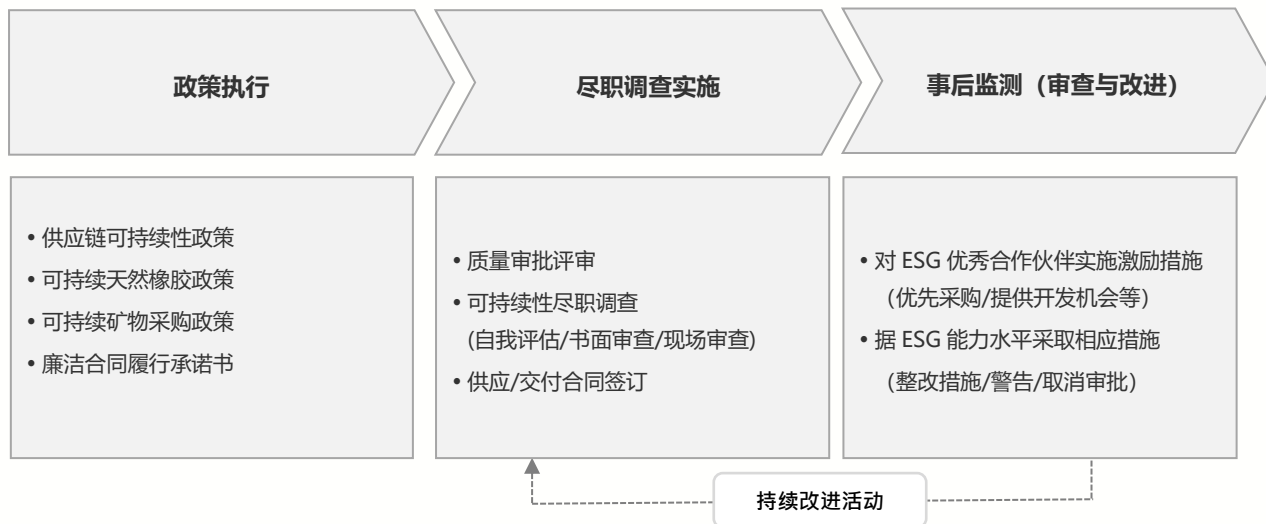 政策执行
尽职调查实施
事后监测（审查与改进）
• 供应链可持续性政策
• 可持续天然橡胶政策
• 可持续矿物采购政策
• 廉洁合同履行承诺书
• 质量审批评审
• 可持续性尽职调查
(自我评估/书面审查/现场审查)
• 供应/交付合同签订
• 对 ESG 优秀合作伙伴实施激励措施
（优先采购/提供开发机会等）
• 据 ESG 能力水平采取相应措施
（整改措施/警告/取消审批）
持续改进活动